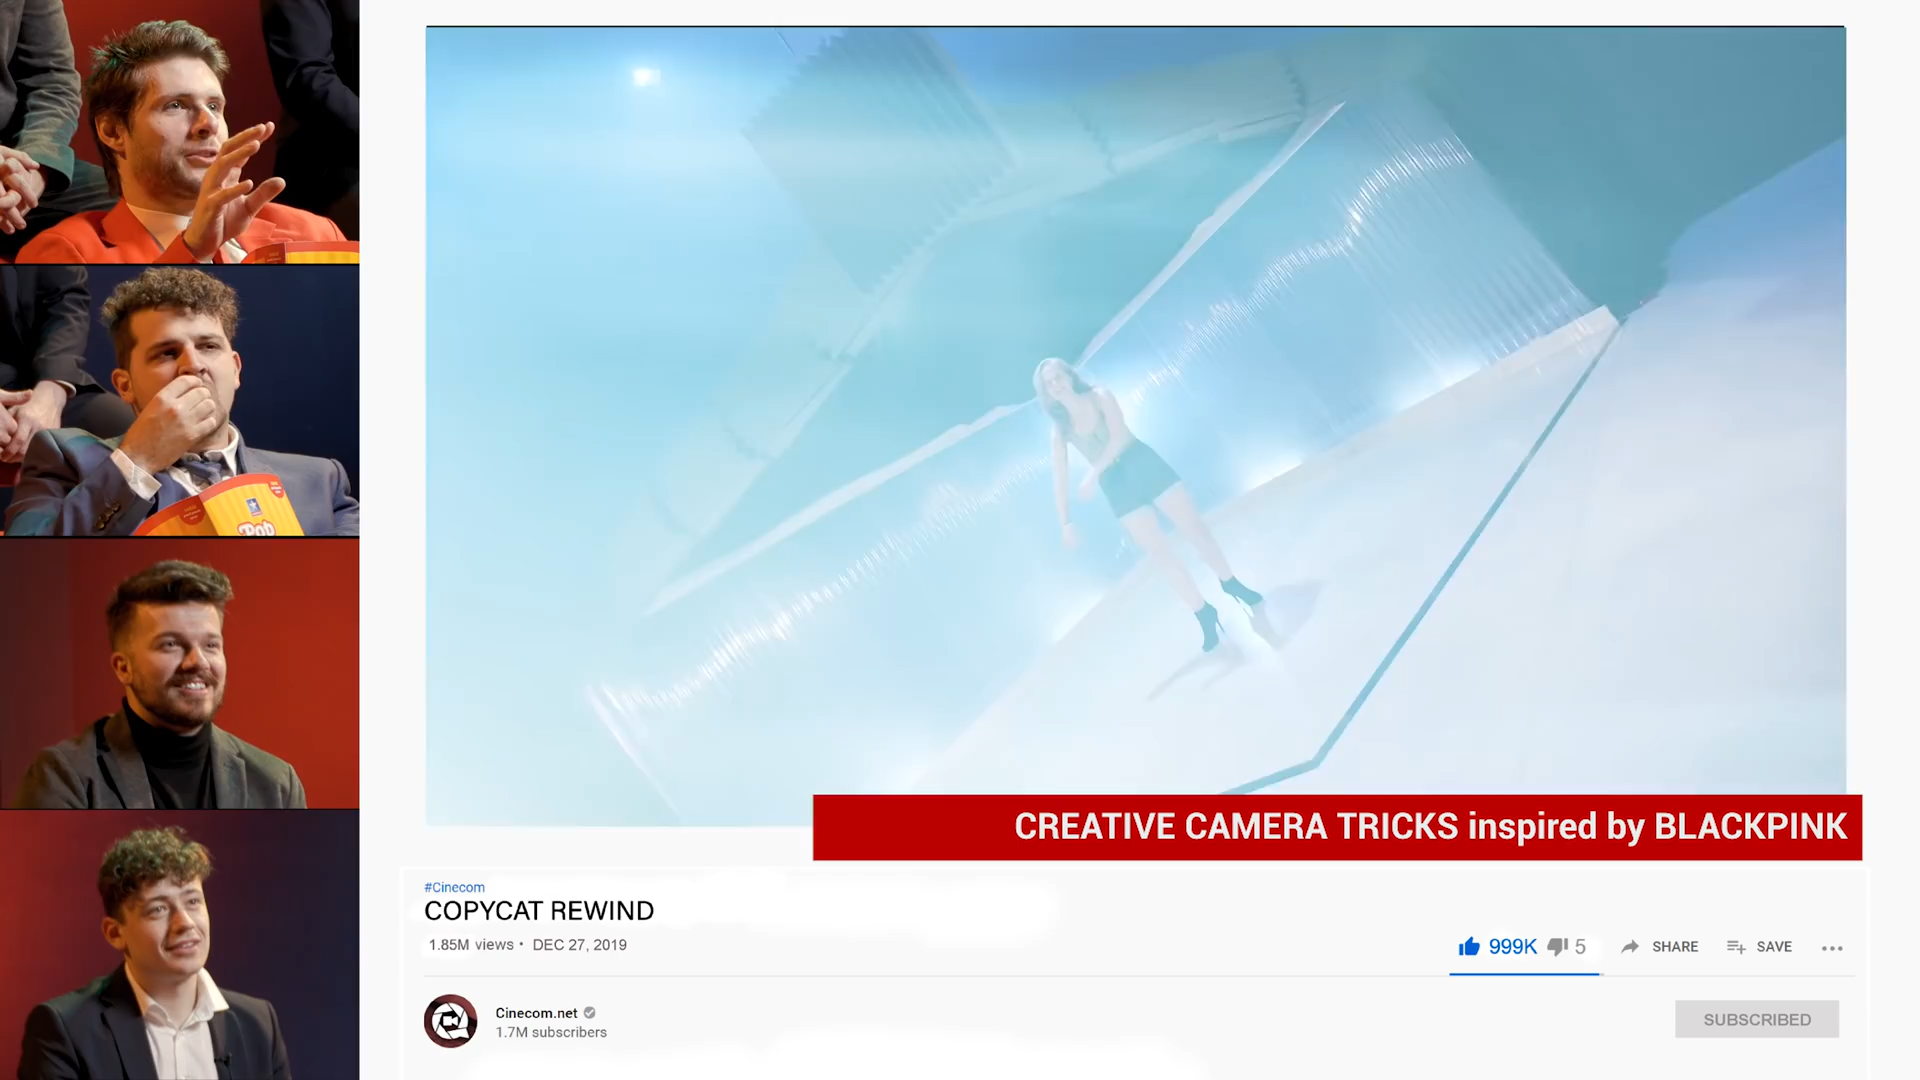 Pop
CREATIVE CAMERA TRICKS inspired by BLACKPINK
#Cinecom
COPYCAT REWIND
1.85M views • DEC 27, 2019
999K
5
SHARE
SAVE
Cinecom.net
1.7M subscribers
SUBSCRIBED